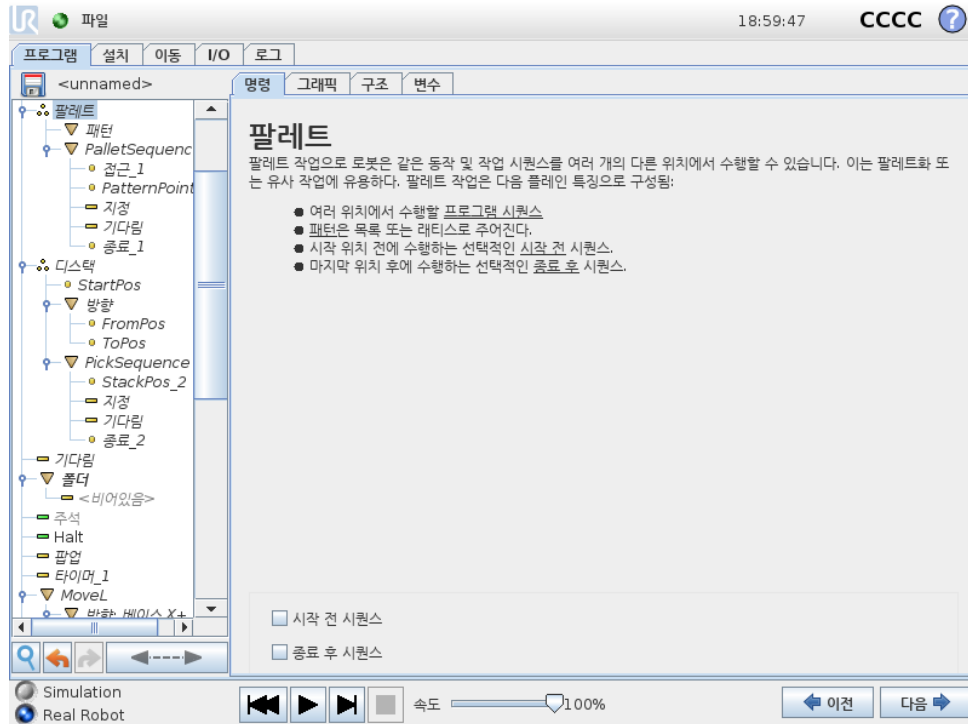 UR 파일 18:59:47 CCCC ?
프로그램 설치 이동 I/O 로그
<unnamed>
명령 그래픽 구조 변수
팔레트
패턴
PalletSequenc
접근_1
PatternPoint
지정
기다림
종료_1
디스택
StartPos
방향
FromPos
ToPos
PickSequence
StackPos_2
지정
기다림
종료_2
기다림
폴더
<비어있음>
주석
Halt
팝업
타이머_1
MoveL
방향: 베이스 X+
팔레트
팔레트 작업으로 로봇은 같은 동작 및 작업 시퀀스를 여러 개의 다른 위치에서 수행할 수 있습니다. 이는 팔레트화 또
는 유사 작업에 유용하다. 팔레트 작업은 다음 플레인 특징으로 구성됨:
● 여러 위치에서 수행할 프로그램 시퀀스
● 패턴은 목록 또는 래티스로 주어진다.
● 시작 위치 전에 수행하는 선택적인 시작 전 시퀀스.
● 마지막 위치 후에 수행하는 선택적인 종료 후 시퀀스.
시작 전 시퀀스
종료 후 시퀀스
Simulation
Real Robot
속도 100%
이전 다음